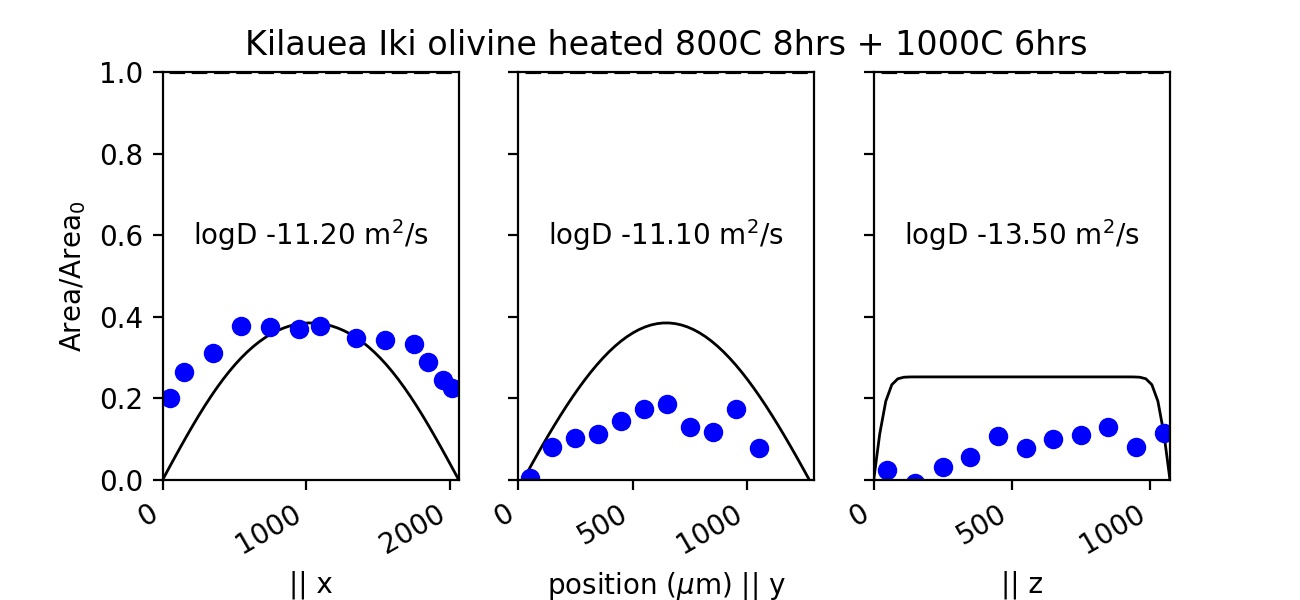 Kilauea Iki olivine heated 800C 8hrs + 1000C 6hrs
Area/Area₀
1.0
0.8
0.6
0.4
0.2
0.0
logD -11.20 m²/s
logD -11.10 m²/s
logD -13.50 m²/s
0 1000 2000
0 500 1000
0 500 1000
|| x
position (μm) || y
|| z